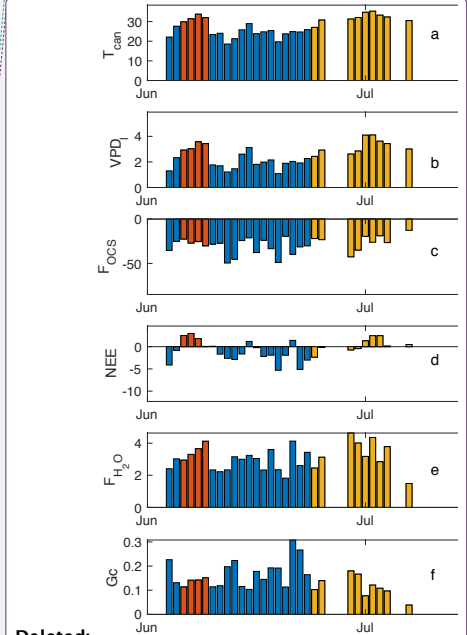 30
20
10
0
T_can
a
Jun Jul
4
2
0
VPD_l
b
Jun Jul
0
-50
F_OCS
c
Jun Jul
0
-5
-10
NEE
d
Jun Jul
4
2
0
F_H₂O
e
Jun Jul
0.3
0.2
0.1
0
Gc
f
Jun Jul
Deleted: